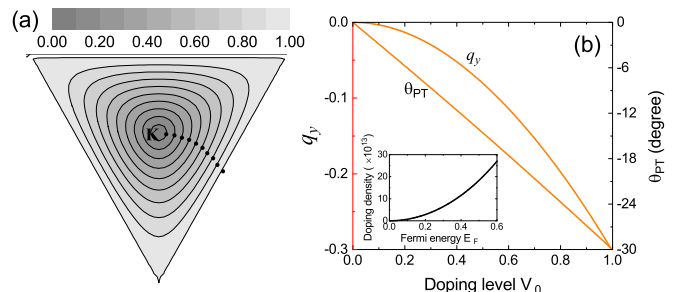 (a)
0.00 0.20 0.40 0.60 0.80 1.00
K
(b)
q_y
θ_PT
0.0
-0.1
-0.2
-0.3
q_y
0
-6
-12
-18
-24
-30
θ_PT (degree)
30
20
10
0
Doping density (×10^13)
0.0 0.2 0.4 0.6
Fermi energy E_F
0.0 0.2 0.4 0.6 0.8 1.0
Doping level V_0